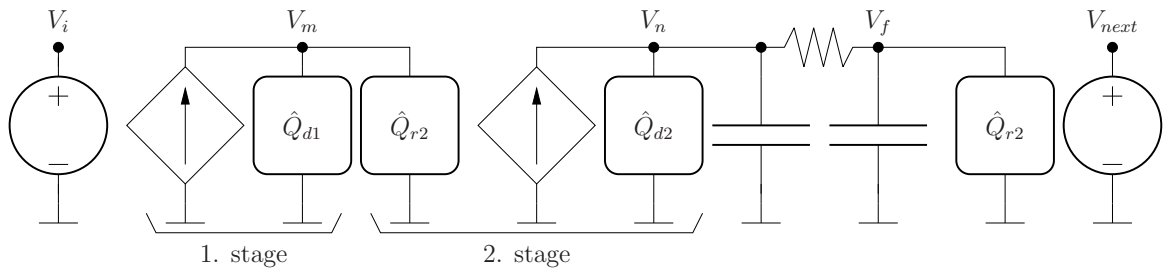 V_i V_m V_n V_f V_next
+ Q̂_d1 Q̂_r2 Q̂_d2 Q̂_r2 +
− −
1. stage 2. stage